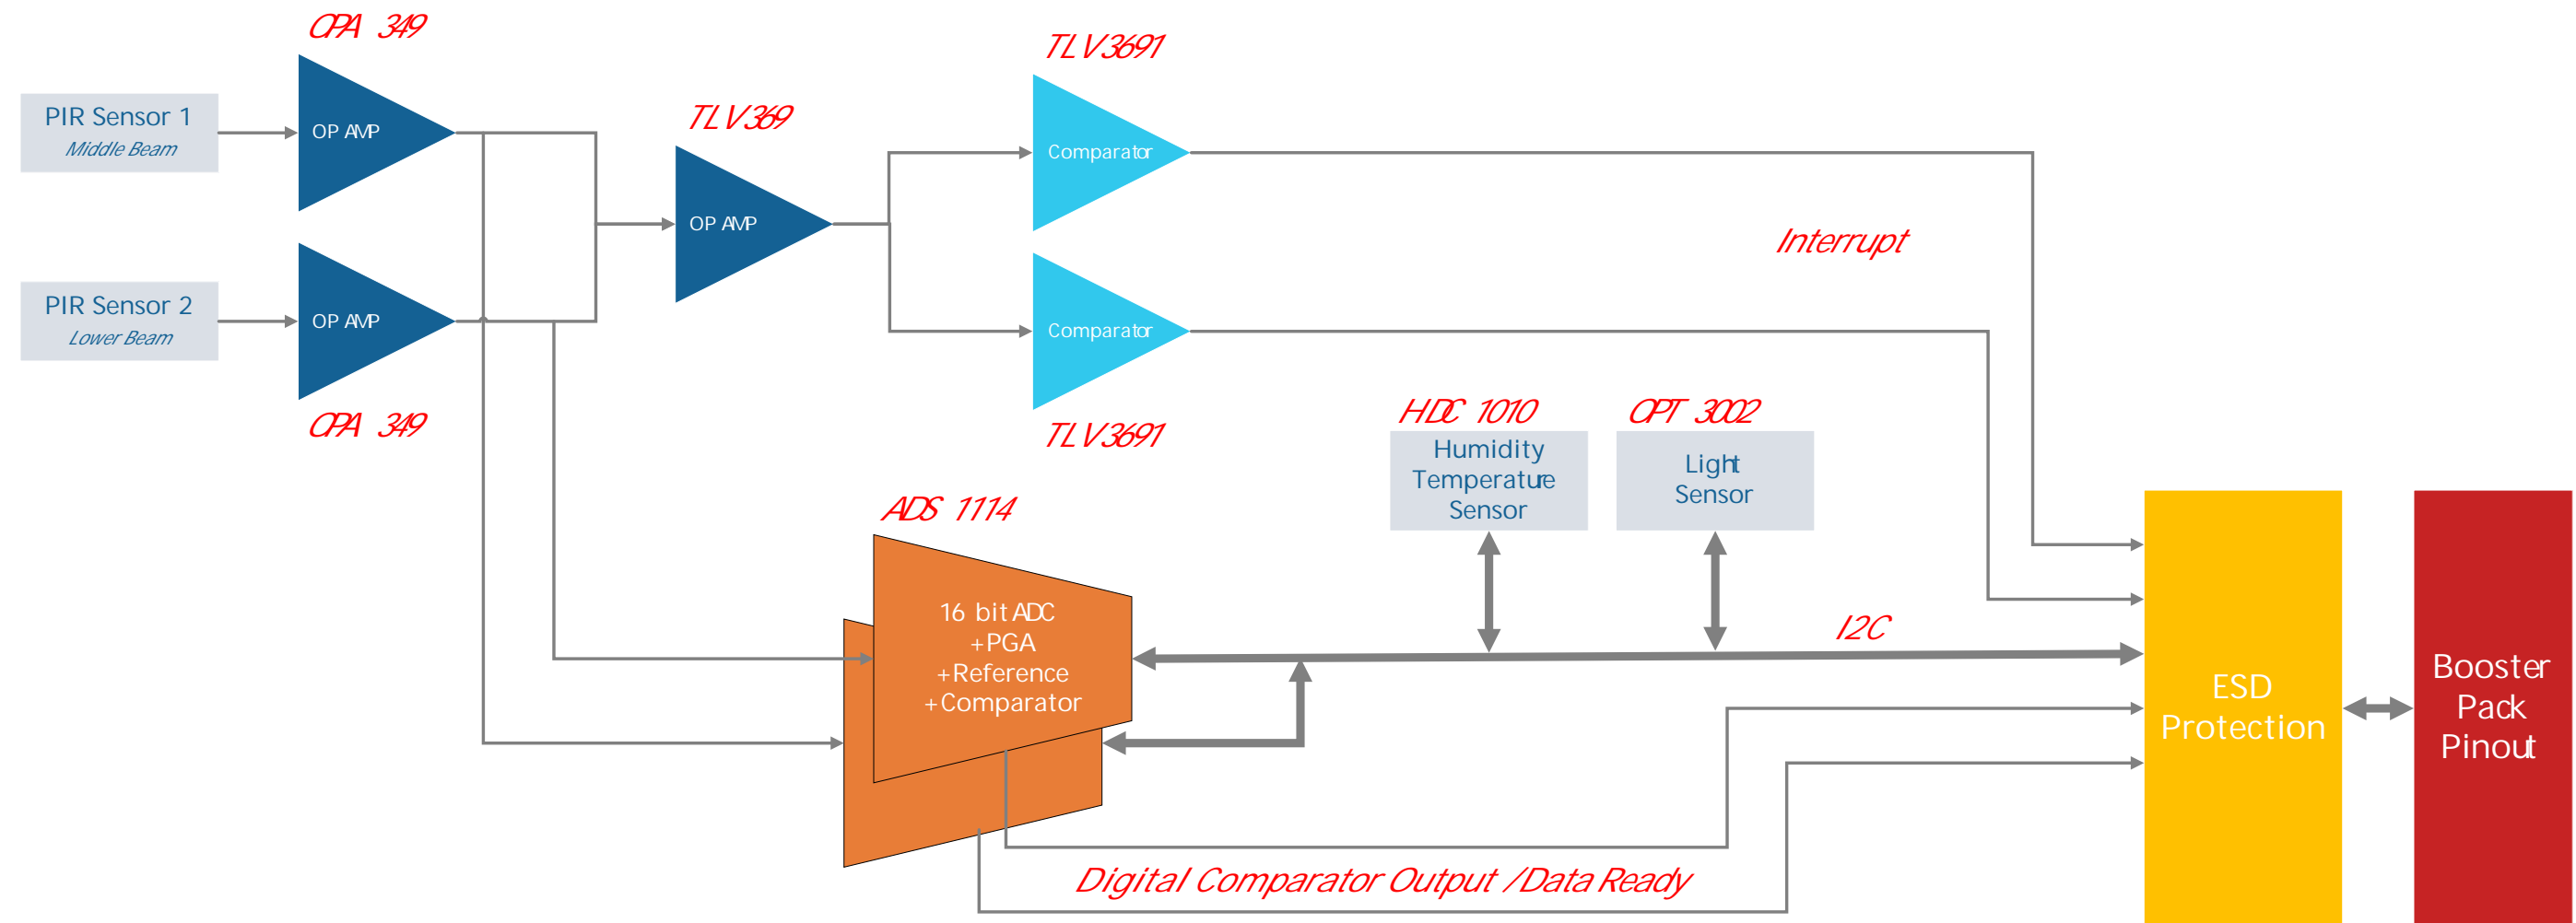 OPA 349
TLV3691
PIR Sensor 1
Middle Beam
OP AMP
TLV369
Comparator
OP AMP
Interrupt
PIR Sensor 2
Lower Beam
OP AMP
Comparator
OPA 349
TLV3691
HDC 1010
OPT 3002
Humidity
Temperature
Sensor
Light
Sensor
ADS 1114
16 bit ADC
+PGA
+Reference
+Comparator
I2C
ESD
Protection
Booster
Pack
Pinout
Digital Comparator Output / Data Ready